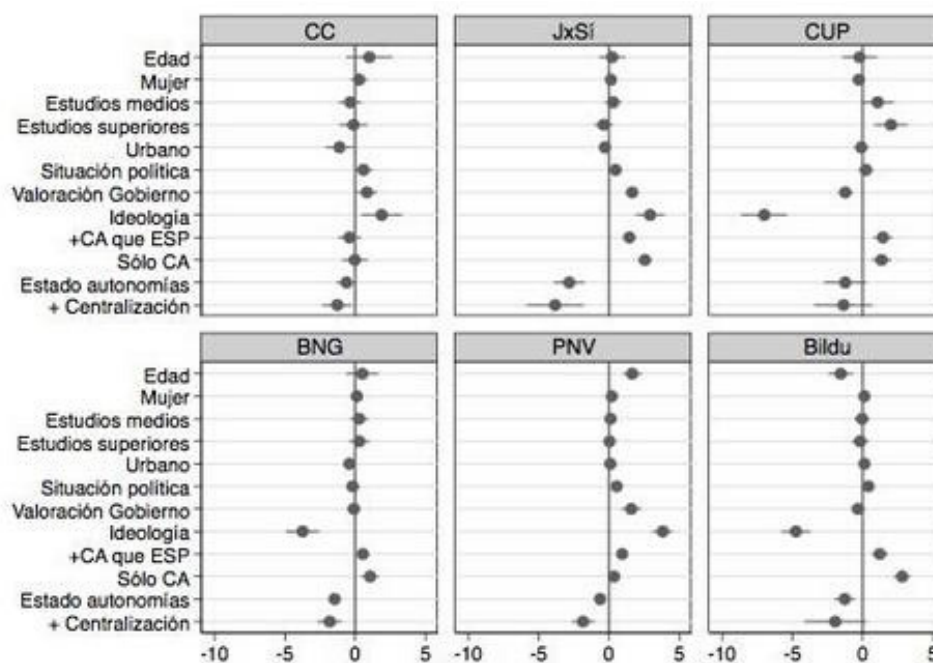 CC JxSí CUP
Edad
Mujer
Estudios medios
Estudios superiores
Urbano
Situación política
Valoración Gobierno
Ideología
+CA que ESP
Sólo CA
Estado autonomías
+ Centralización
BNG PNV Bildu
Edad
Mujer
Estudios medios
Estudios superiores
Urbano
Situación política
Valoración Gobierno
Ideología
+CA que ESP
Sólo CA
Estado autonomías
+ Centralización
-10 -5 0 5 -10 -5 0 5 -10 -5 0 5